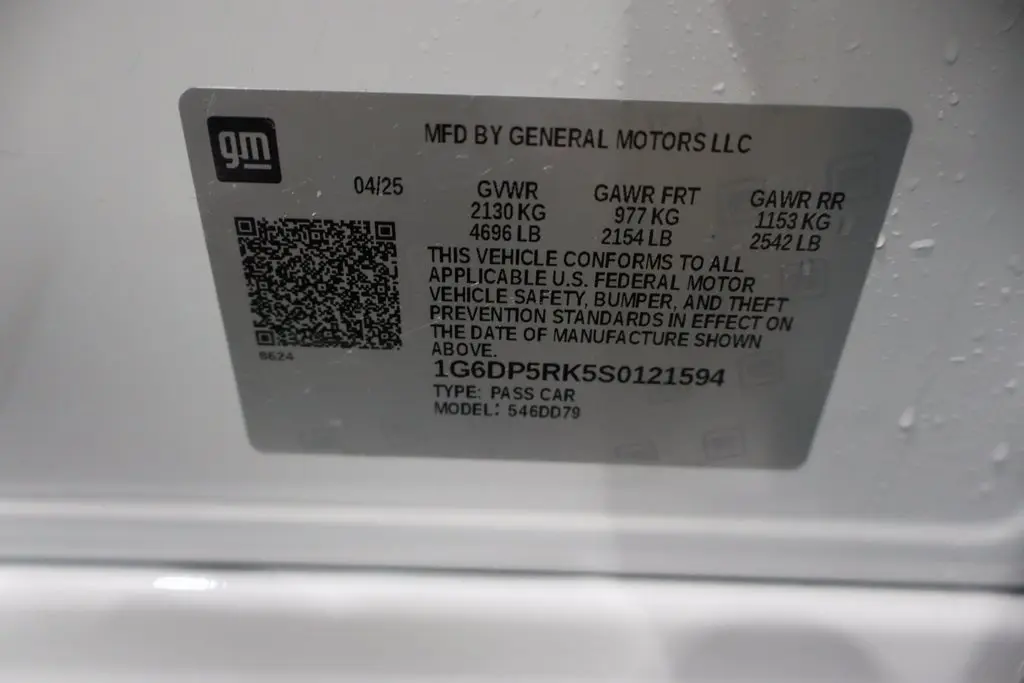 gm
MFD BY GENERAL MOTORS LLC
04/25
GVWR GAWR FRT GAWR RR
2130 KG 977 KG 1153 KG
4696 LB 2154 LB 2542 LB
THIS VEHICLE CONFORMS TO ALL
APPLICABLE U.S. FEDERAL MOTOR
VEHICLE SAFETY, BUMPER, AND THEFT
PREVENTION STANDARDS IN EFFECT ON
THE DATE OF MANUFACTURE SHOWN
ABOVE.
8624
1G6DP5RK5S0121594
TYPE: PASS CAR
MODEL: 546DD79